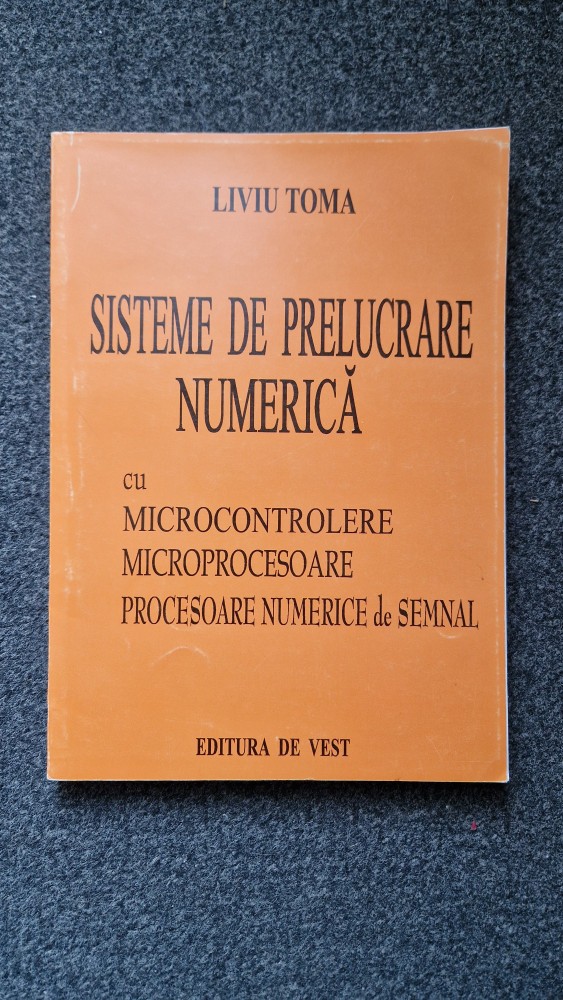 LIVIU TOMA
SISTEME DE PRELUCRARE
NUMERICĂ
cu
MICROCONTROLERE
MICROPROCESOARE
PROCESOARE NUMERICE de SEMNAL
EDITURA DE VEST